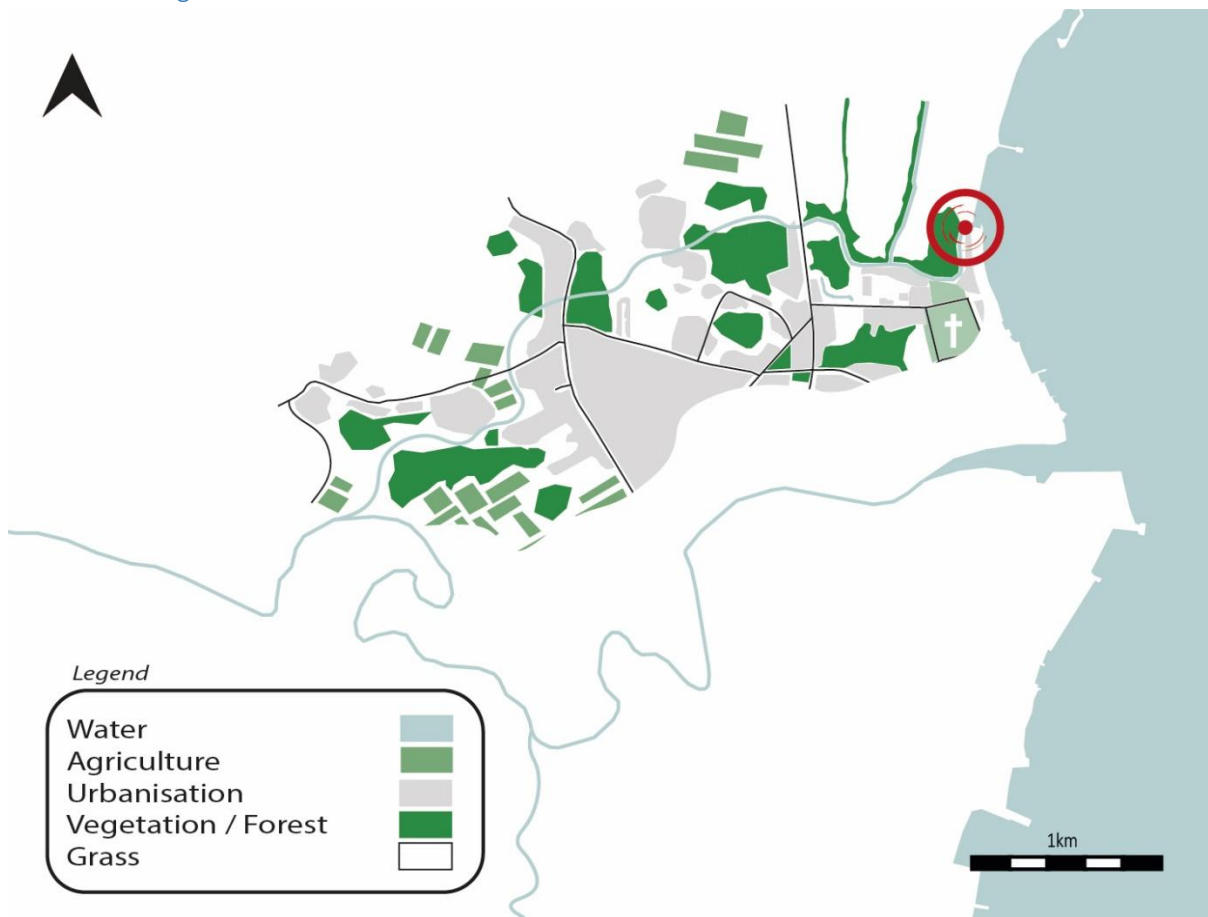 Legend
Water
Agriculture
Urbanisation
Vegetation / Forest
Grass
1km